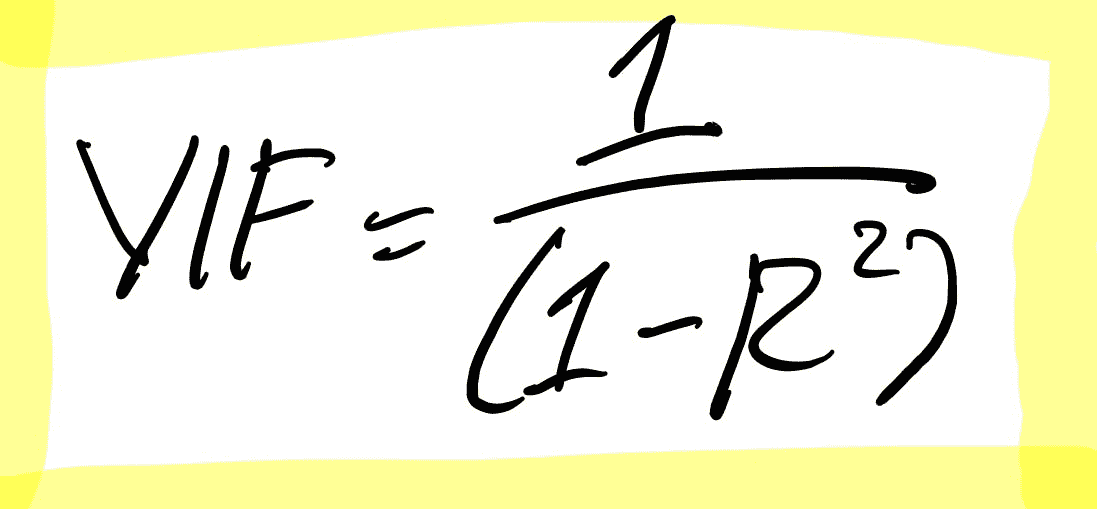 VIF = 1/(1-R²)